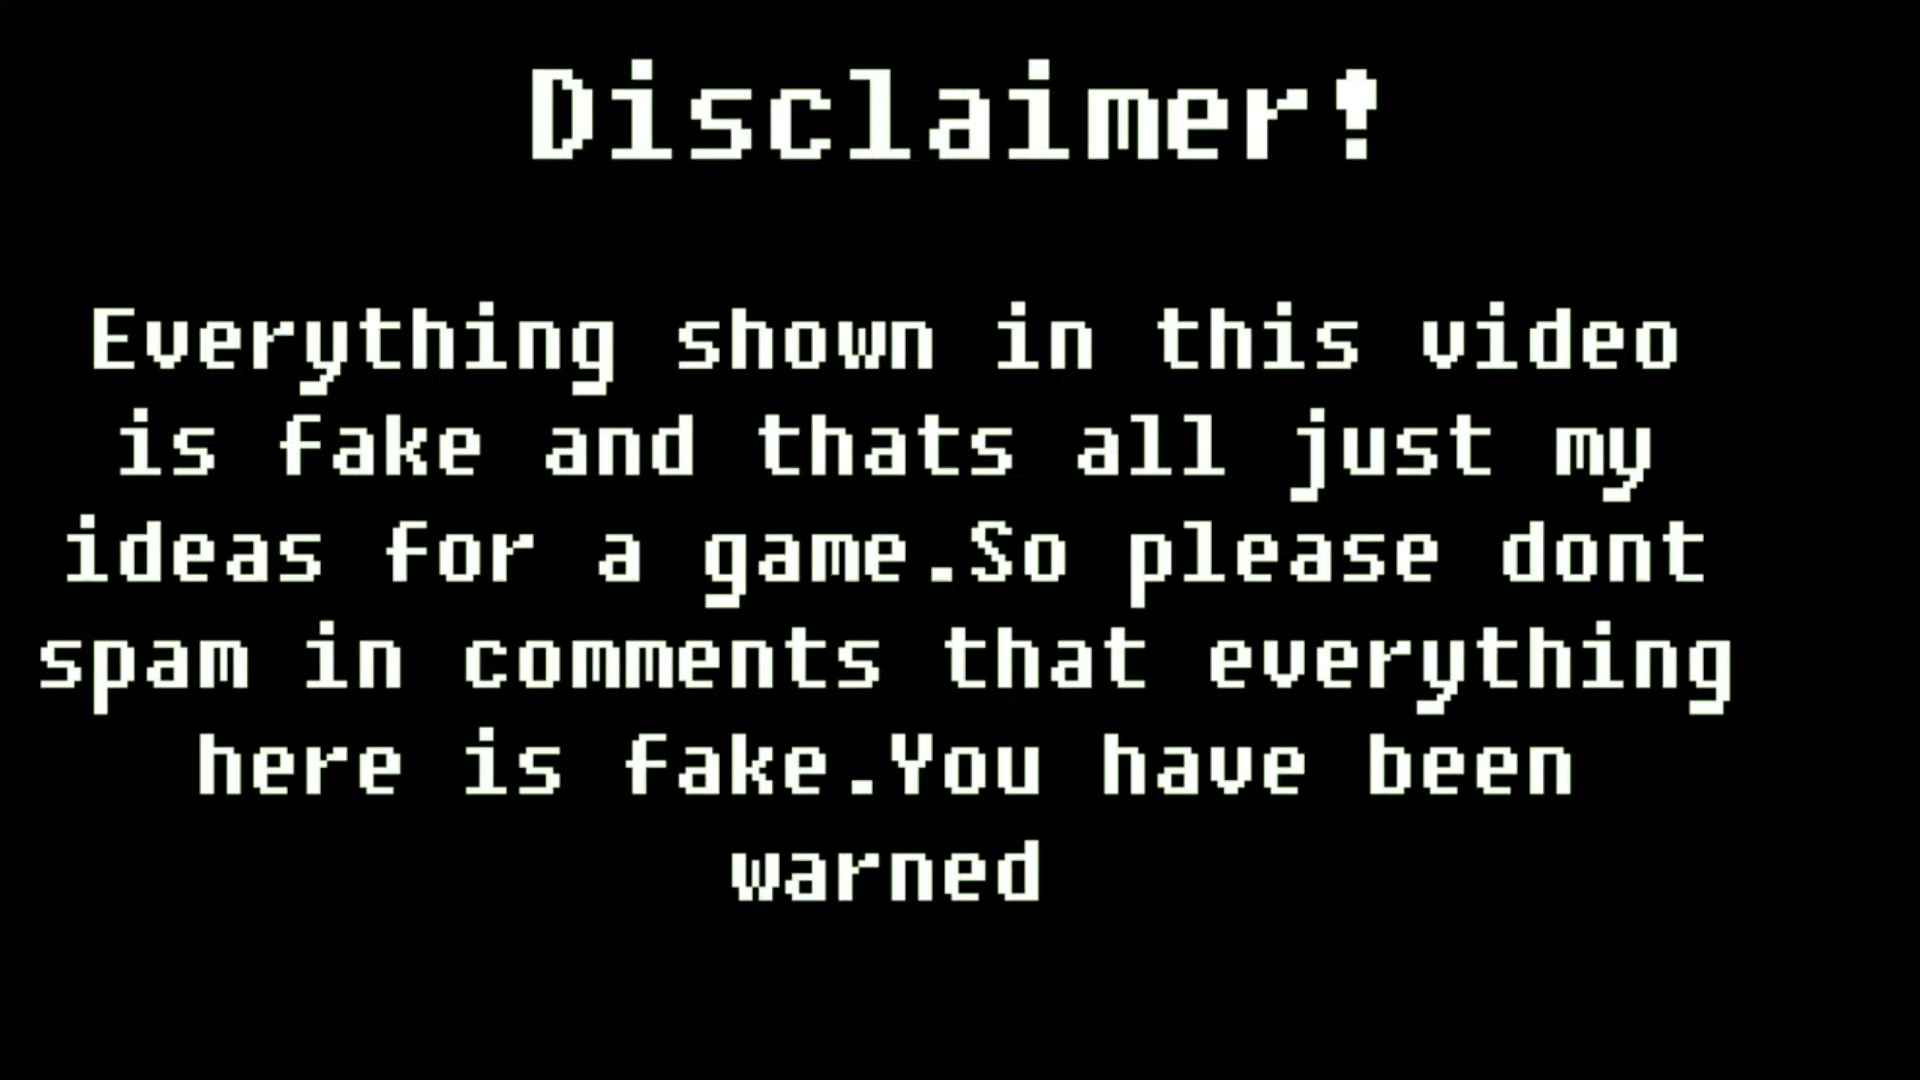 Disclaimer!
Everything shown in this video
is fake and thats all just my
ideas for a game.So please dont
spam in comments that everything
here is fake.You have been
warned